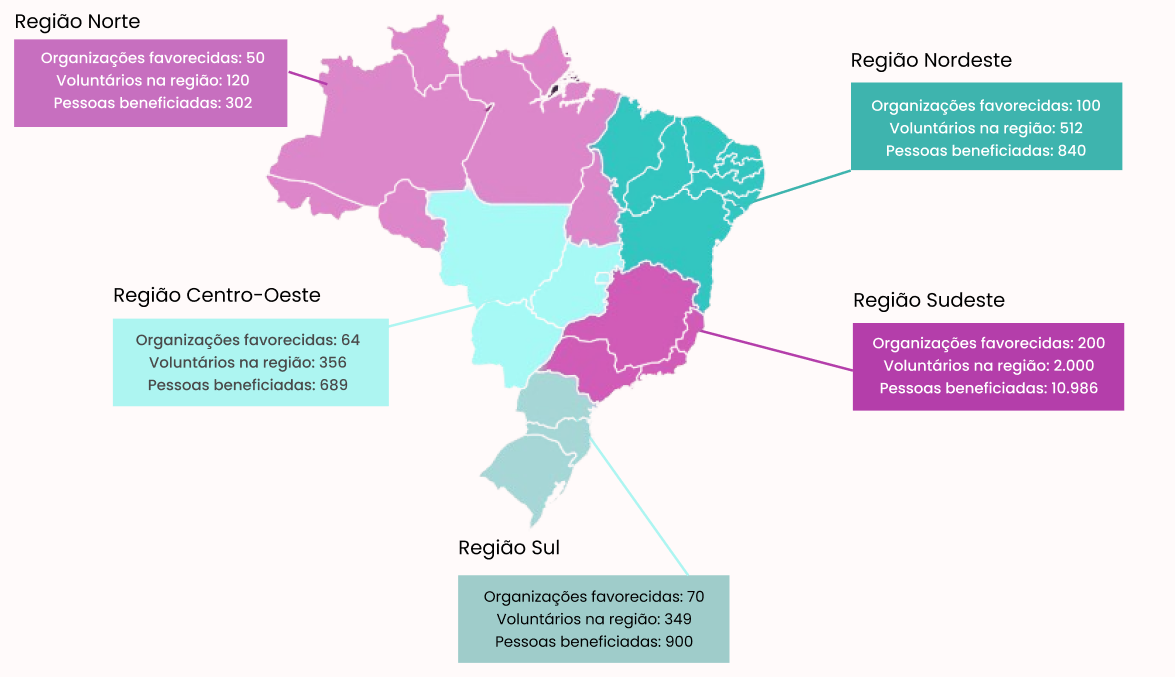 Região Norte
Organizações favorecidas: 50
Voluntários na região: 120
Pessoas beneficiadas: 302
Região Nordeste
Organizações favorecidas: 100
Voluntários na região: 512
Pessoas beneficiadas: 840
Região Centro-Oeste
Organizações favorecidas: 64
Voluntários na região: 356
Pessoas beneficiadas: 689
Região Sudeste
Organizações favorecidas: 200
Voluntários na região: 2.000
Pessoas beneficiadas: 10.986
Região Sul
Organizações favorecidas: 70
Voluntários na região: 349
Pessoas beneficiadas: 900